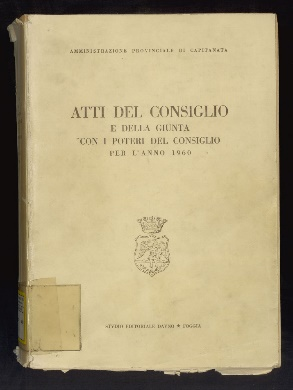 AMMINISTRAZIONE PROVINCIALE DI CAPITANATA
ATTI DEL CONSIGLIO
E DELLA GIUNTA
CON I POTERI DEL CONSIGLIO
PER L'ANNO 1960
STUDIO EDITORIALE DAUNO * FOGGIA